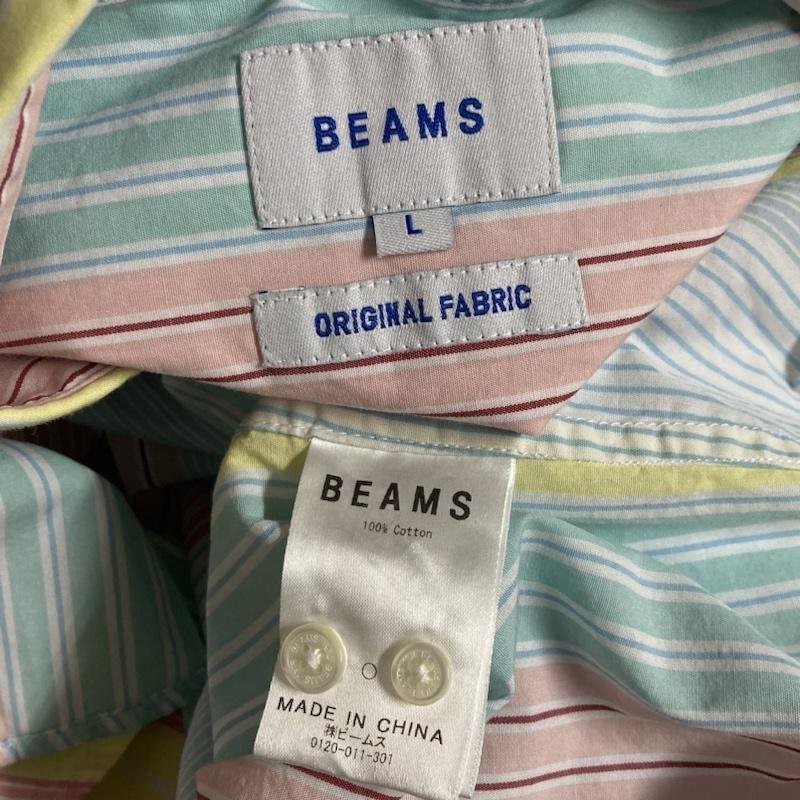 BEAMS
L
ORIGINAL FABRIC
BEAMS
100% Cotton
MADE IN CHINA
㈱ビームス
0120-011-301